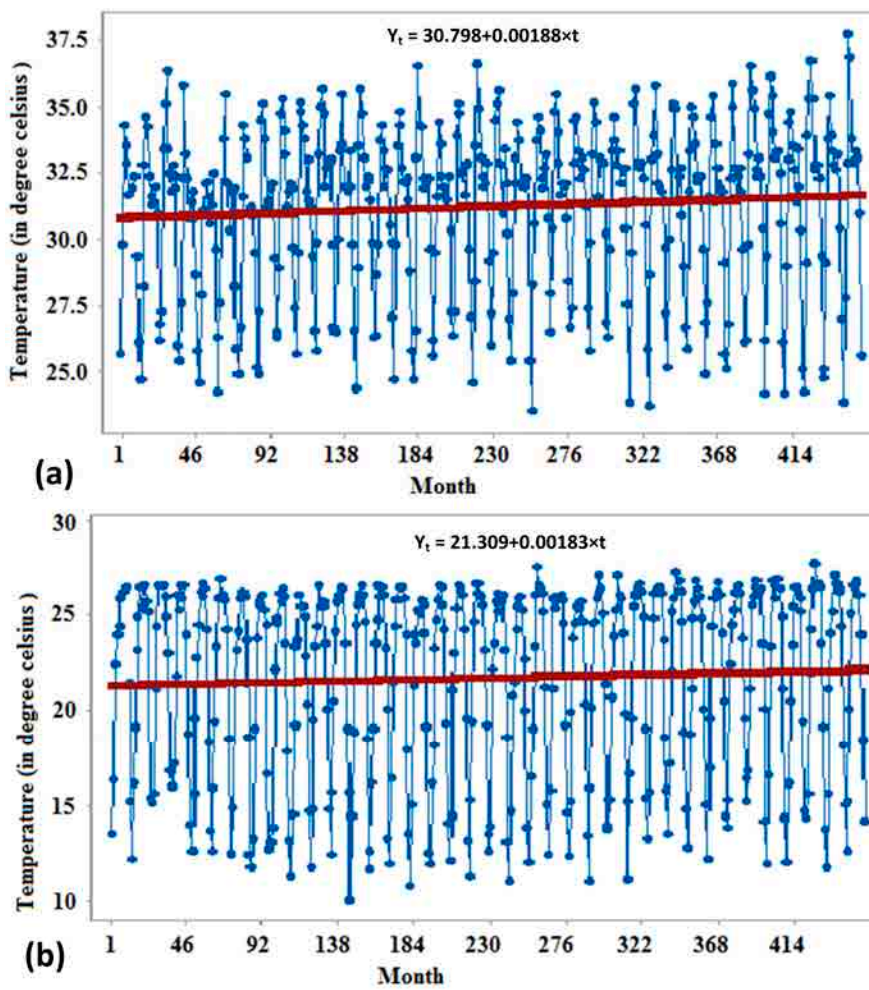 Yₜ = 30.798+0.00188×t
37.5
35.0
32.5
30.0
27.5
25.0
Temperature (in degree celsius )
1 46 92 138 184 230 276 322 368 414
Month
(a)
Yₜ = 21.309+0.00183×t
30
25
20
15
10
Temperature (in degree celsius )
1 46 92 138 184 230 276 322 368 414
Month
(b)